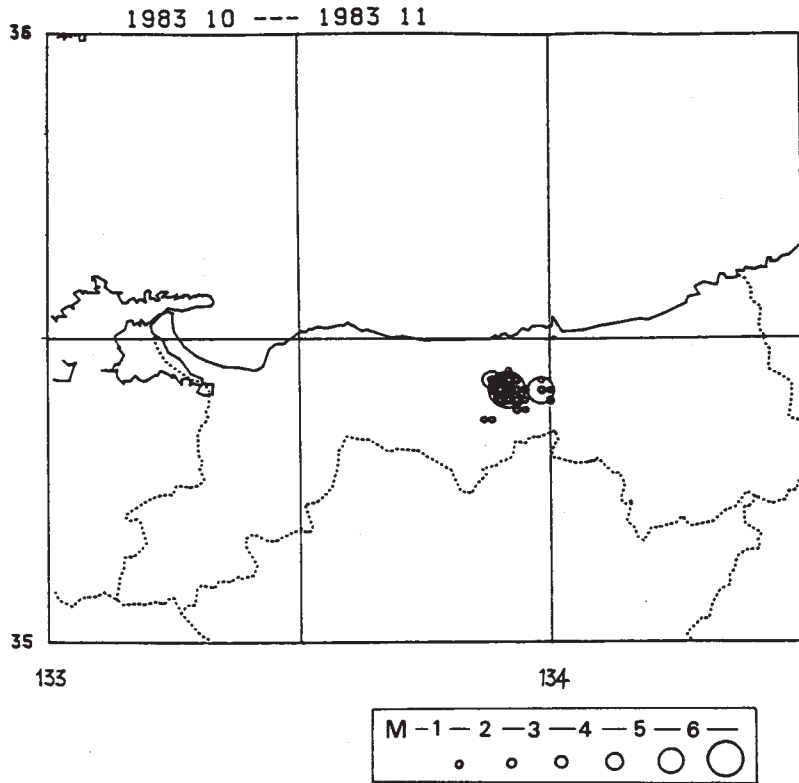 1983 10 --- 1983 11
36
35
133
134
M - 1 — 2 — 3 — 4 — 5 — 6 —